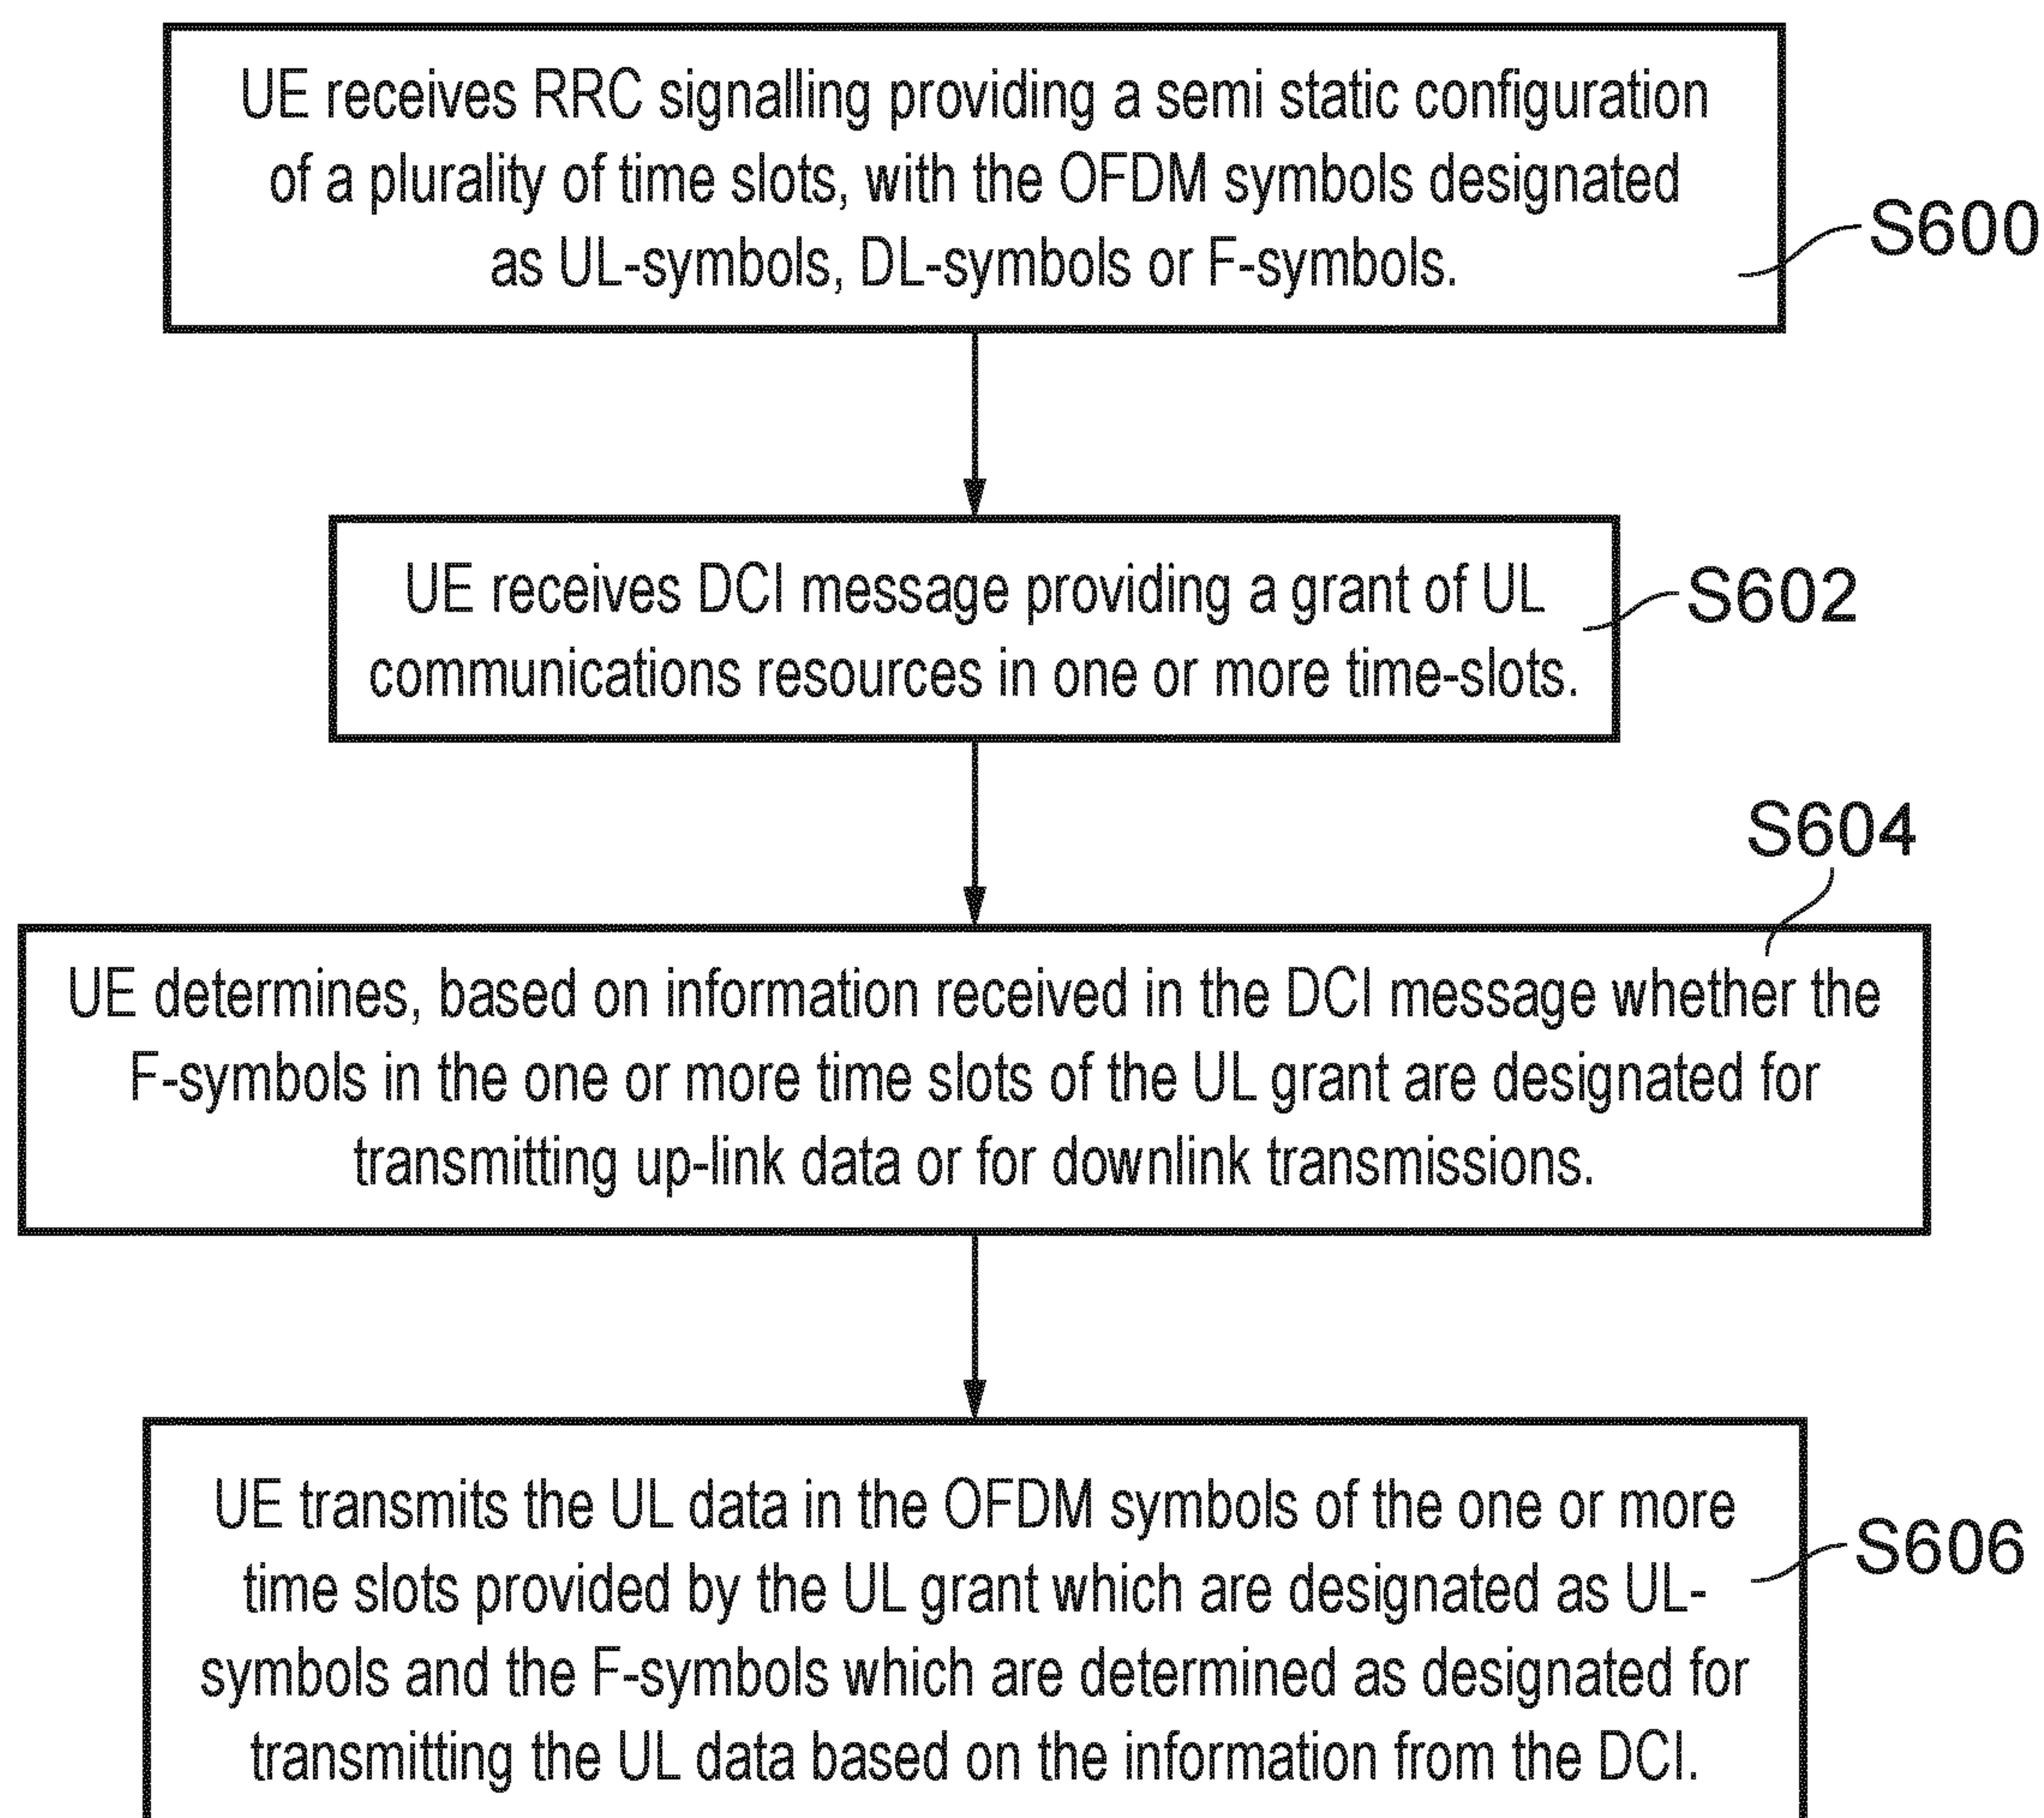 UE receives RRC signalling providing a semi static configuration
of a plurality of time slots, with the OFDM symbols designated
as UL-symbols, DL-symbols or F-symbols.
S600
UE receives DCI message providing a grant of UL
communications resources in one or more time-slots.
S602
S604
UE determines, based on information received in the DCI message whether the
F-symbols in the one or more time slots of the UL grant are designated for
transmitting up-link data or for downlink transmissions.
UE transmits the UL data in the OFDM symbols of the one or more
time slots provided by the UL grant which are designated as UL-
symbols and the F-symbols which are determined as designated for
transmitting the UL data based on the information from the DCI.
S606